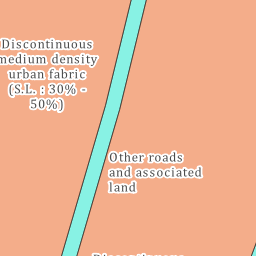 Discontinuous
medium density
urban fabric
(S.L. : 30% -
50%)
Other roads
and associated
land